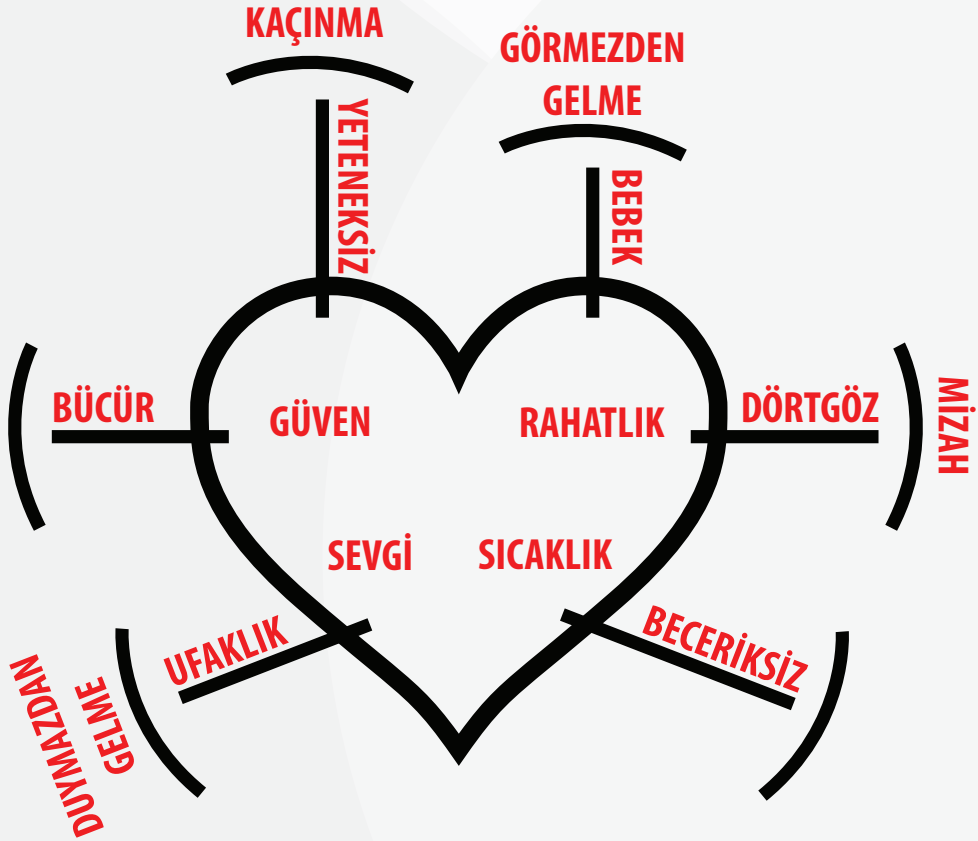 KAÇINMA
GÖRMEZDEN
GELME
YETENEKSİZ
BEBEK
BÜCÜR
GÜVEN
RAHATLIK
DÖRTGÖZ
MİZAH
SEVGİ
SICAKLIK
UFAKLIK
BECERİKSİZ
DUYMAZDAN
GELME